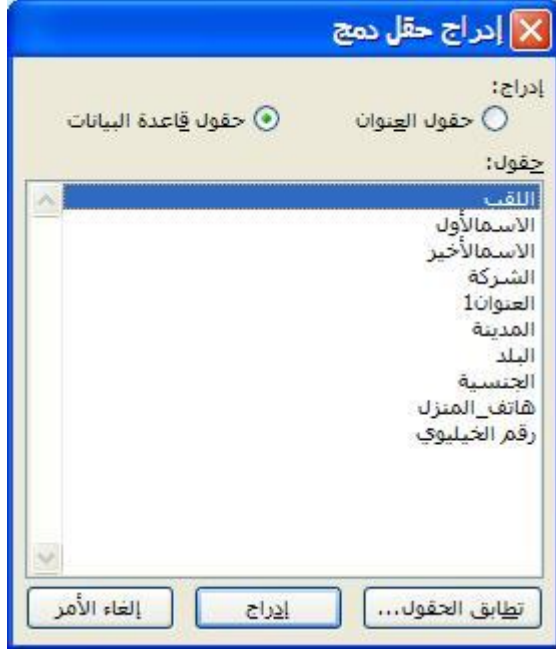 إدراج حقل دمج
إدراج:
حقول العنوان حقول قاعدة البيانات
حقول:
اللقب
الاسمالأول
الاسمالأخير
الشركة
العنوان1
المدينة
البلد
الجنسية
هاتف_المنزل
رقم الخيليوي
تطابق الحقول... إدراج إلغاء الأمر